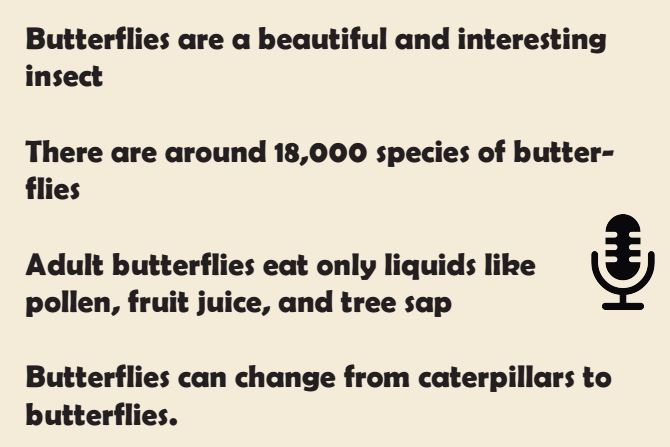 Butterflies are a beautiful and interesting
insect
There are around 18,000 species of butter-
flies
Adult butterflies eat only liquids like
pollen, fruit juice, and tree sap
Butterflies can change from caterpillars to
butterflies.